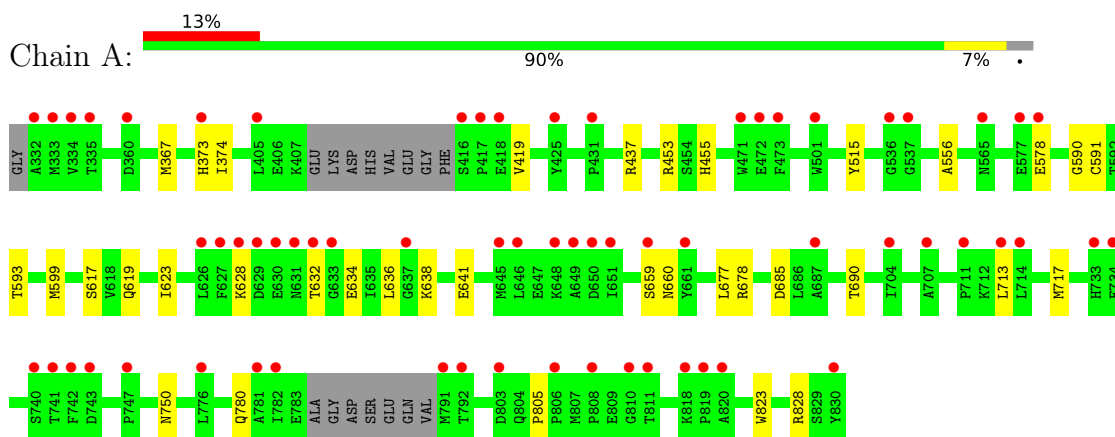 13%
Chain A:
90% 7% •
GLY A332 M333 V334 T335 D360 M367 H373 I374 L405 E406 K407 GLU LYS ASP HIS VAL GLU GLY PHE S416 P417 E418 V419 Y425 P431 R437 R453 S454 H455 W471 E472 F473 W501 Y515 G536 G537 A556 N565 E577 E578 G590 C591 T592
T593 M599 S617 V618 Q619 I623 L626 F627 K628 D629 E630 N631 T632 G633 E634 I635 L636 G637 K638 E641 M645 L646 E647 K648 A649 D650 I651 S659 N660 Y661 L677 R678 D685 L686 A687 T690 I704 A707 P711 K712 L713 L714 M717 H733 E734
S740 T741 F742 D743 P747 N750 L776 Q780 A781 I782 E783 ALA GLY ASP SER GLU GLN VAL M791 T792 D803 Q804 P805 P806 M807 P808 E809 G810 T811 K818 P819 A820 W823 R828 S829 Y830